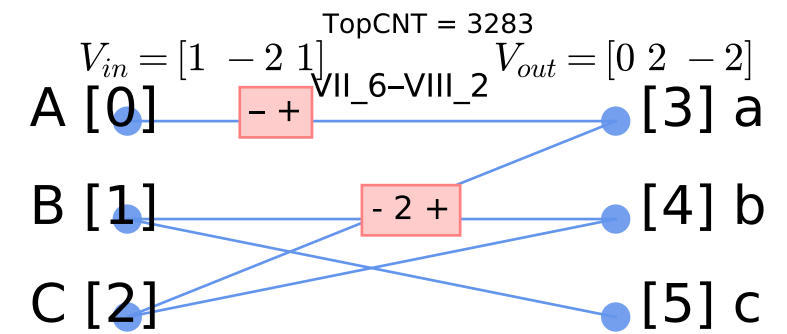 TopCNT = 3283
V_in = [1 − 2 1] V_out = [0 2 − 2]
VII_6–VIII_2
A [0] – + [3] a
B [1] - 2 + [4] b
C [2] [5] c